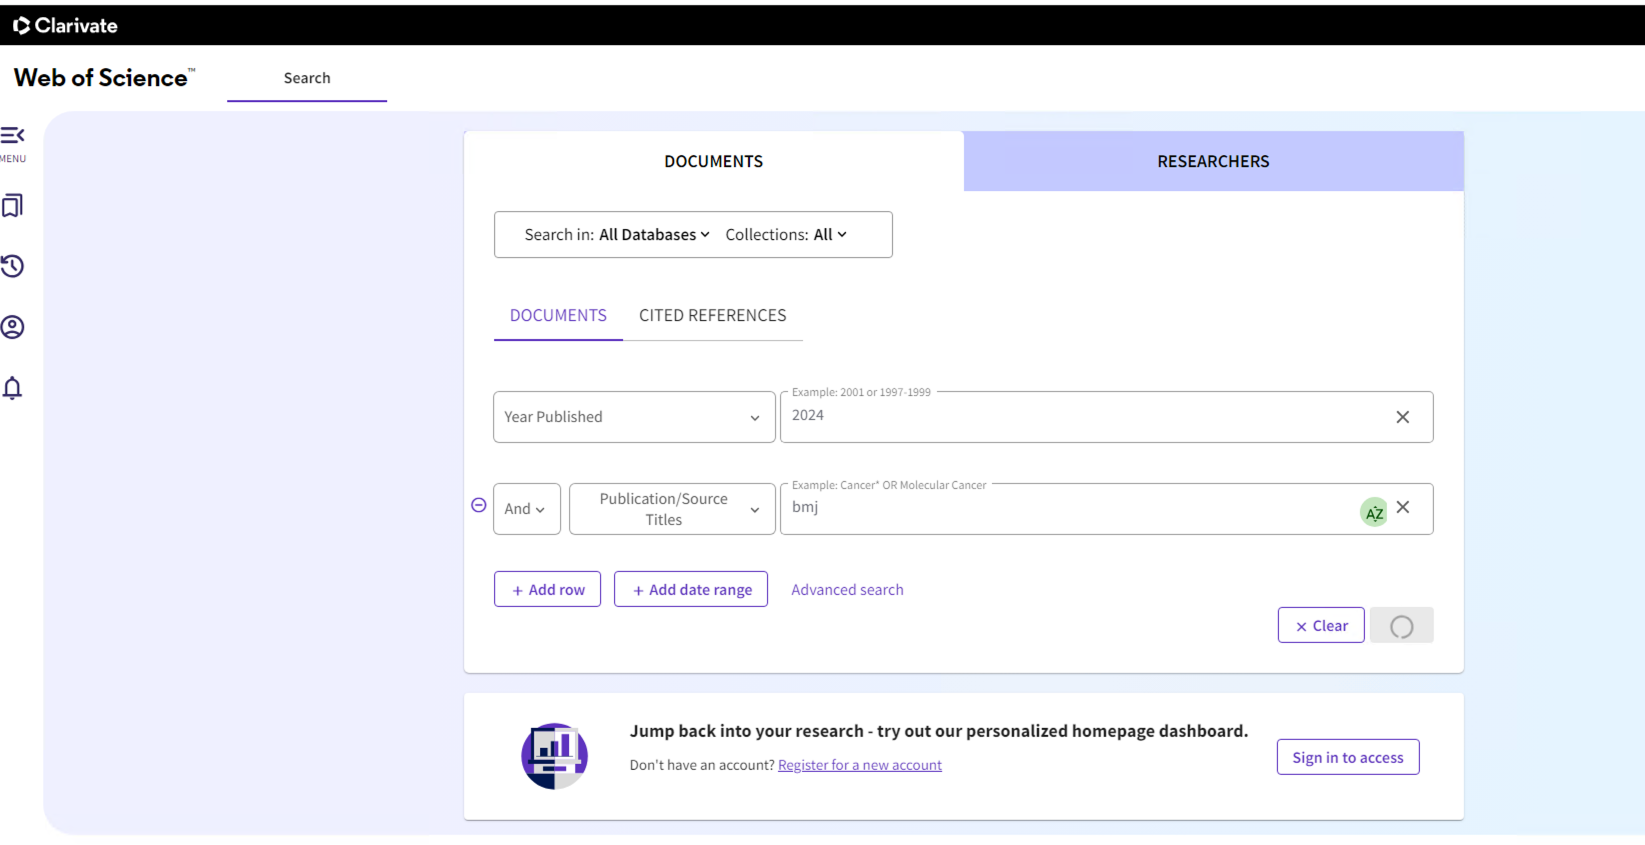 Clarivate
Web of Science™
Search
MENU
DOCUMENTS
RESEARCHERS
Search in: All Databases
Collections: All
DOCUMENTS
CITED REFERENCES
Year Published
Example: 2001 or 1997-1999
2024
And
Publication/Source
Titles
Example: Cancer* OR Molecular Cancer
bmj
AZ
+ Add row
+ Add date range
Advanced search
× Clear
Jump back into your research - try out our personalized homepage dashboard.
Don't have an account? Register for a new account
Sign in to access